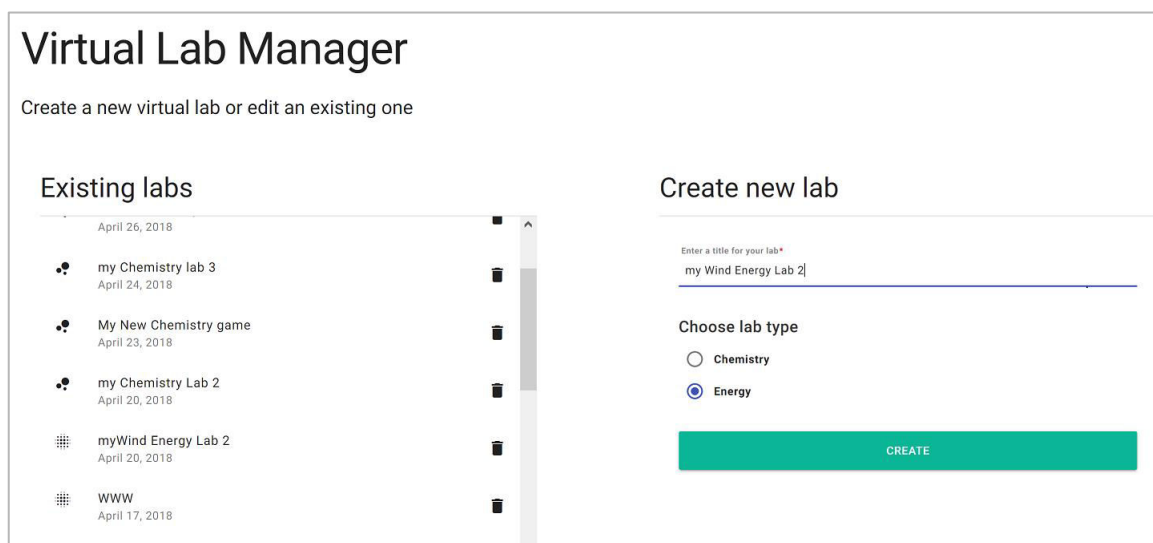 Virtual Lab Manager
Create a new virtual lab or edit an existing one
Existing labs
April 26, 2018
my Chemistry lab 3
April 24, 2018
My New Chemistry game
April 23, 2018
my Chemistry Lab 2
April 20, 2018
myWind Energy Lab 2
April 20, 2018
WWW
April 17, 2018
Create new lab
Enter a title for your lab*
my Wind Energy Lab 2
Choose lab type
Chemistry
Energy
CREATE